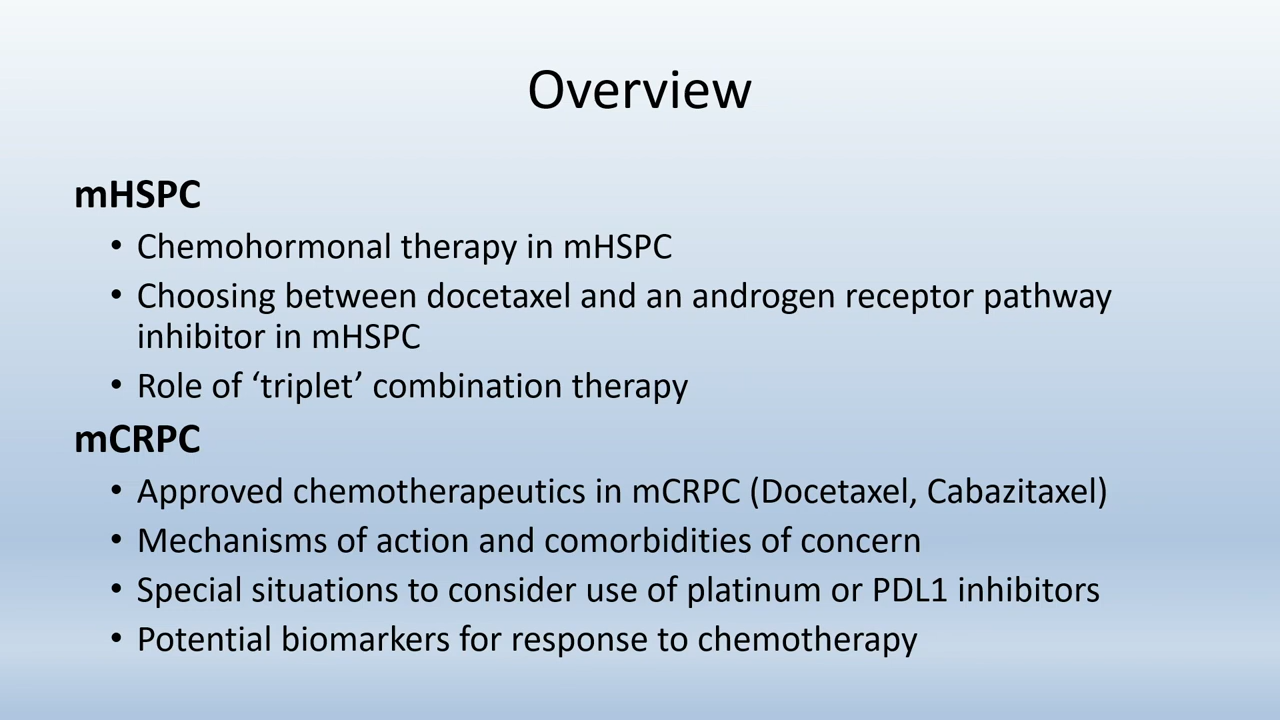 Overview
mHSPC
• Chemohormonal therapy in mHSPC
• Choosing between docetaxel and an androgen receptor pathway
inhibitor in mHSPC
• Role of ‘triplet’ combination therapy
mCRPC
• Approved chemotherapeutics in mCRPC (Docetaxel, Cabazitaxel)
• Mechanisms of action and comorbidities of concern
• Special situations to consider use of platinum or PDL1 inhibitors
• Potential biomarkers for response to chemotherapy